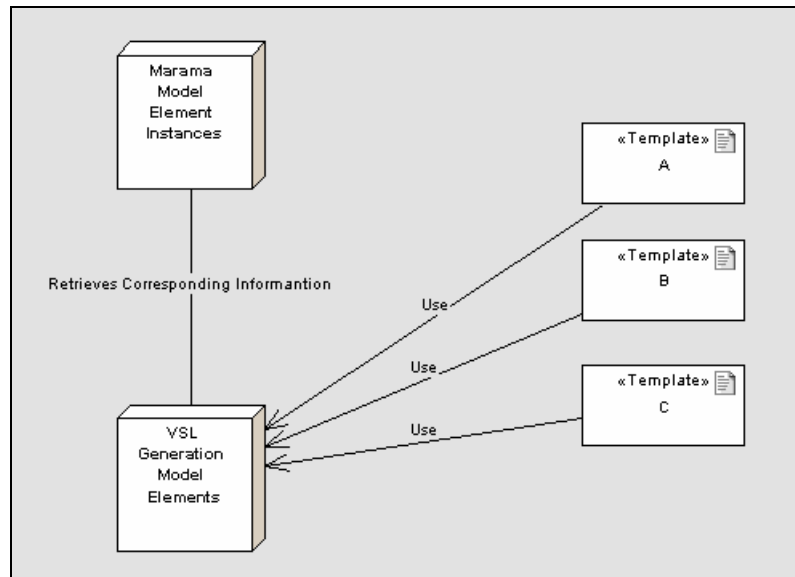 Marama
Model
Element
Instances
«Template»
A
«Template»
B
Retrieves Corresponding Informantion
Use
Use
«Template»
C
Use
VSL
Generation
Model
Elements